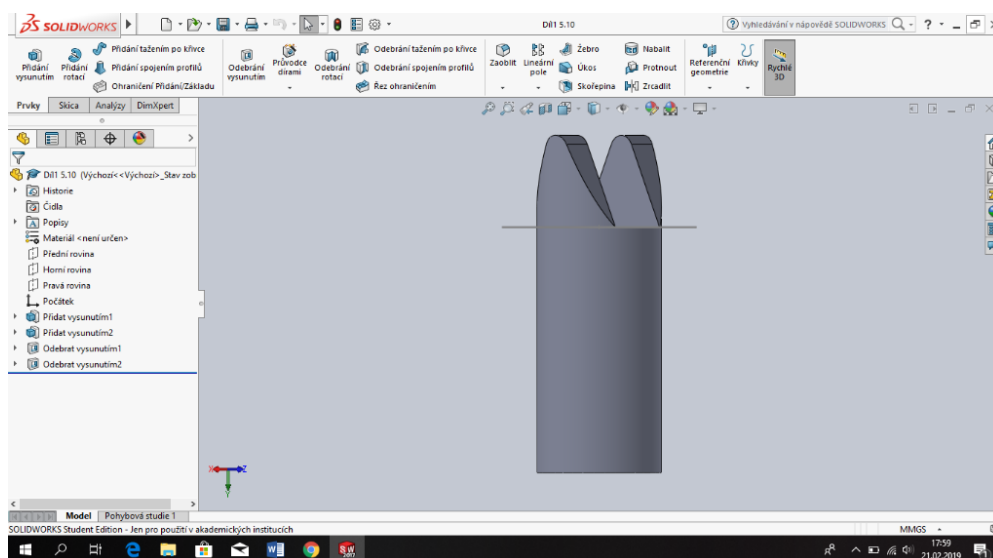 SOLIDWORKS
Díl1 5.10
Vyhledávání v nápovědě SOLIDWORKS
Přidání vysunutím
Přidání rotací
Přidání tažením po křivce
Přidání spojením profilů
Ohraničení Přidání/Základu
Odebrání vysunutím
Průvodce dírami
Odebrání rotací
Odebrání tažením po křivce
Odebrání spojením profilů
Řez ohraničením
Zaoblit
Lineární pole
Žebro
Úkos
Skořepina
Nabalit
Protnout
Zrcadlit
Referenční geometrie
Křivky
Rychlé 3D
Prvky Skica Analýzy DimXpert
Díl1 5.10 (Výchozí<<Výchozí>_Stav zob
Historie
Čidla
Popisy
Materiál <není určen>
Přední rovina
Horní rovina
Pravá rovina
Počátek
Přidat vysunutím1
Přidat vysunutím2
Odebrat vysunutím1
Odebrat vysunutím2
X Z
Y
Model Pohybová studie 1
SOLIDWORKS Student Edition - Jen pro použití v akademických institucích
MMGS
17:59
21.02.2019